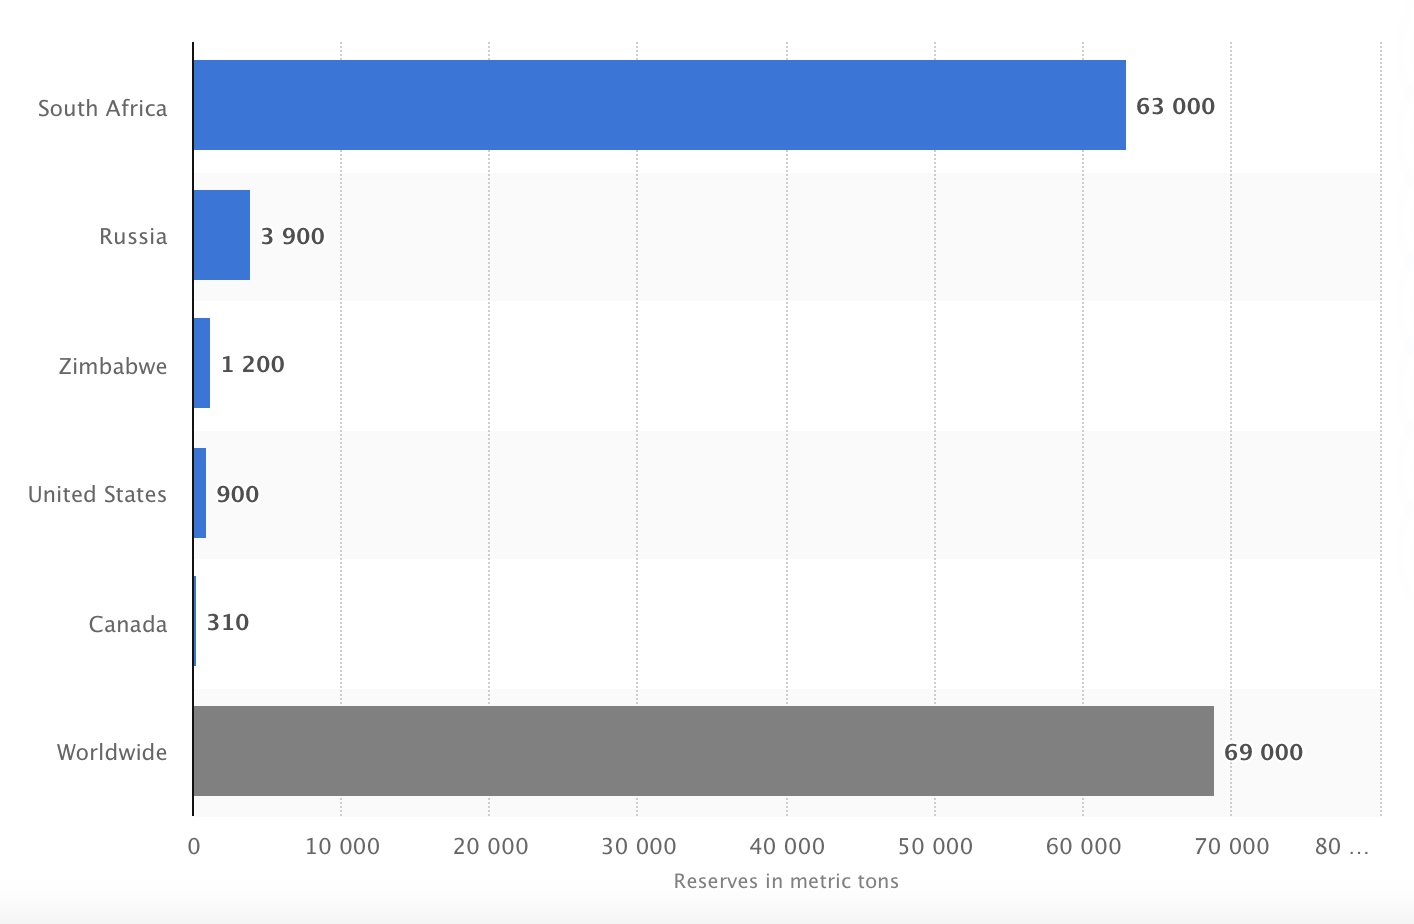 South Africa 63 000
Russia 3 900
Zimbabwe 1 200
United States 900
Canada 310
Worldwide 69 000
0 10 000 20 000 30 000 40 000 50 000 60 000 70 000 80 ...
Reserves in metric tons